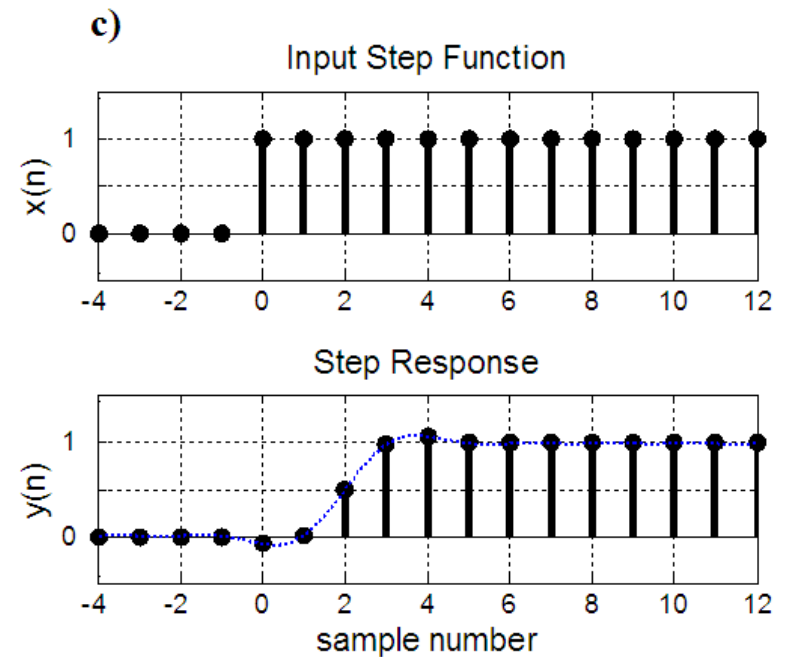 c)
Input Step Function
x(n)
1
0
-4 -2 0 2 4 6 8 10 12
Step Response
y(n)
1
0
-4 -2 0 2 4 6 8 10 12
sample number